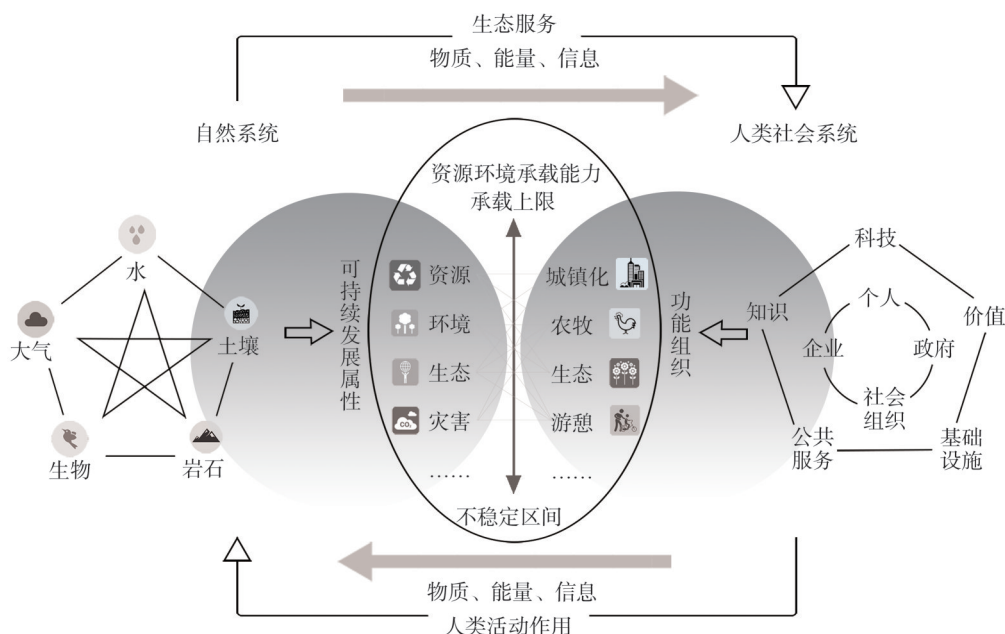 生态服务
物质、能量、信息
自然系统
人类社会系统
资源环境承载能力
承载上限
水
大气
土壤
生物
岩石
可持续发展属性
资源
环境
生态
灾害
CO₂
……
城镇化
农牧
生态
游憩
……
功能组织
科技
知识
价值
公共
服务
基础
设施
个人
企业
政府
社会
组织
不稳定区间
物质、能量、信息
人类活动作用